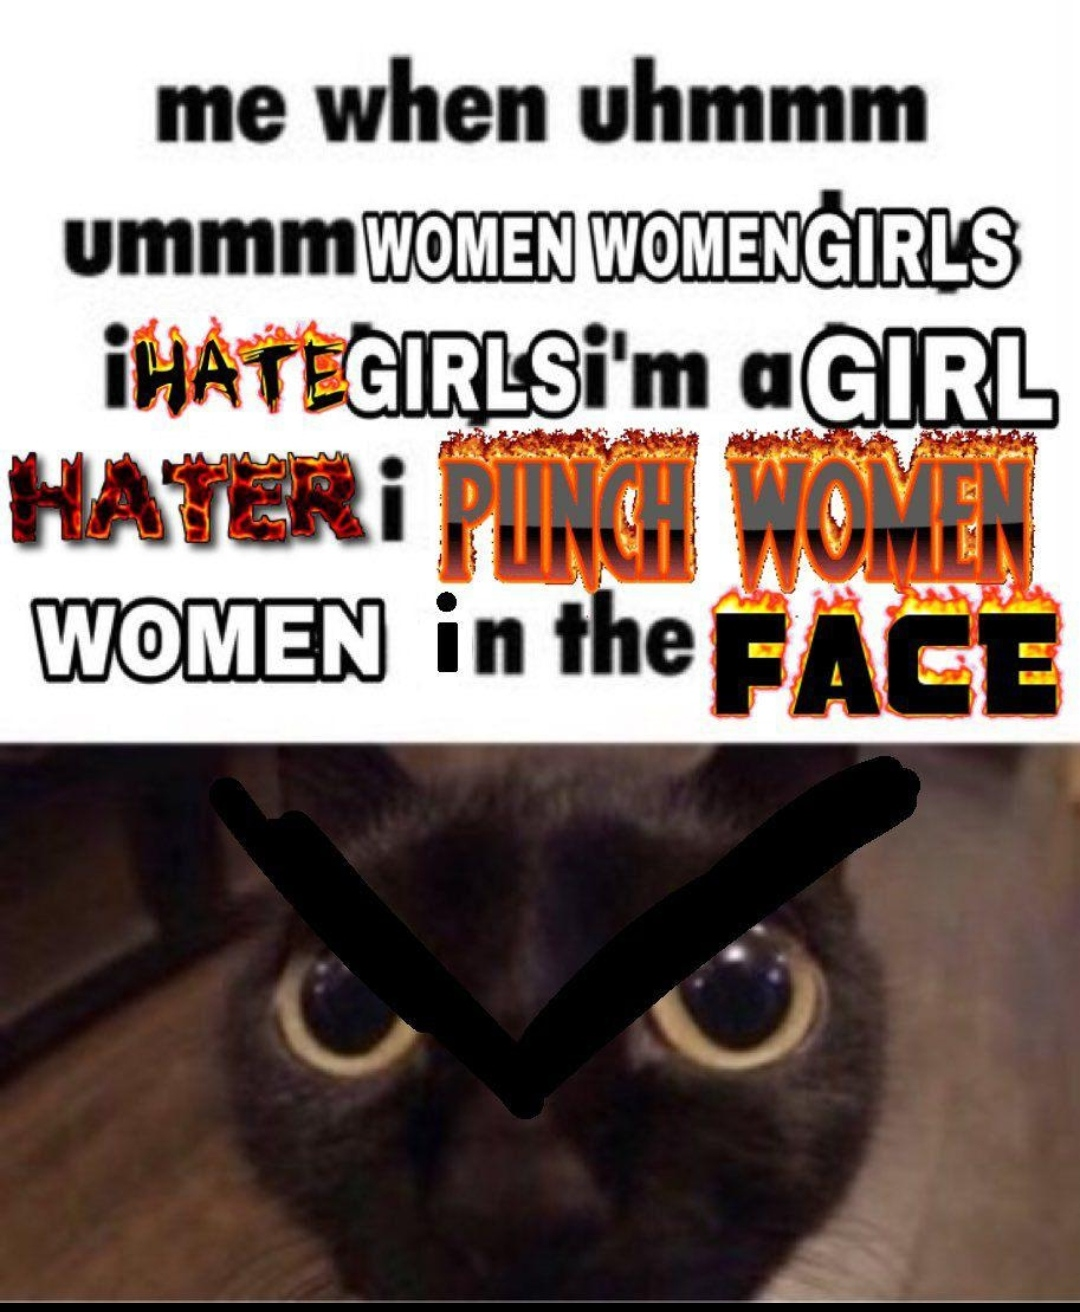 me when uhmmm
ummm WOMEN WOMEN GIRLS
i HATE GIRLS i'm a GIRL
HATER i PUNCH WOMEN
WOMEN in the FACE